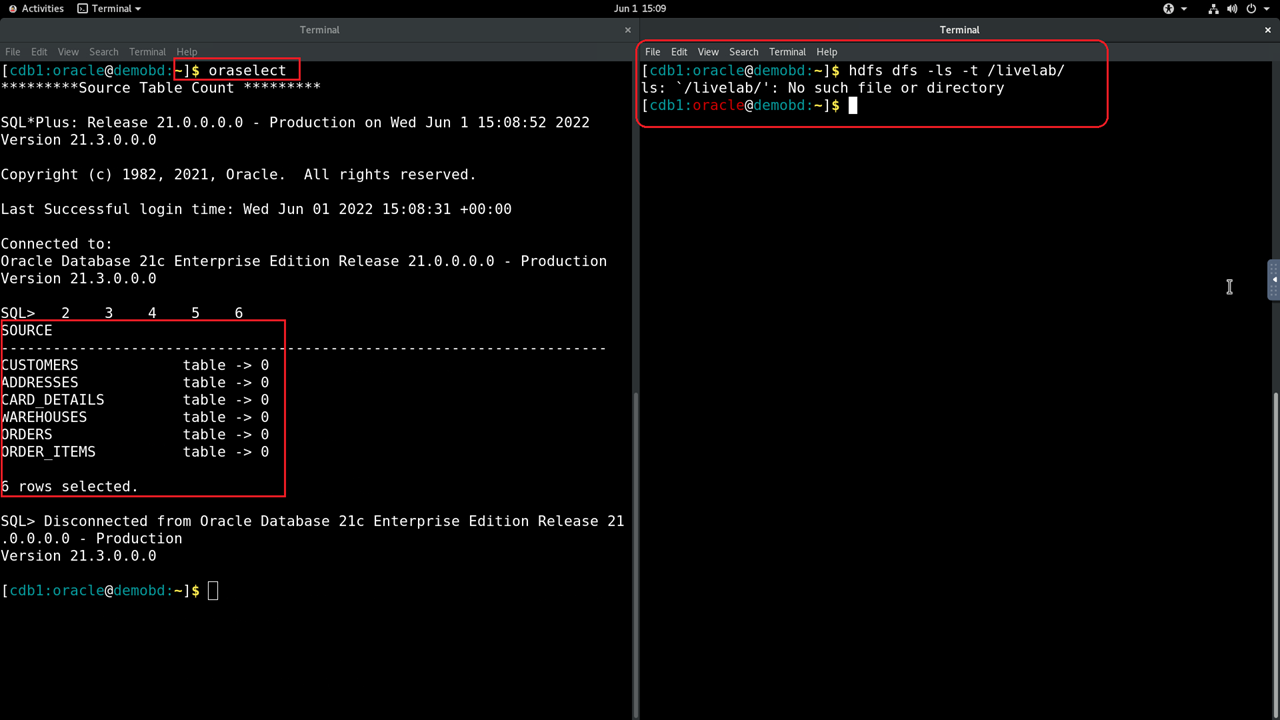 Activities Terminal Jun 1 15:09
Terminal
File Edit View Search Terminal Help
[cdb1:oracle@demobd:~]$ oraselect
*********Source Table Count *********
SQL*Plus: Release 21.0.0.0.0 - Production on Wed Jun 1 15:08:52 2022
Version 21.3.0.0.0
Copyright (c) 1982, 2021, Oracle.  All rights reserved.
Last Successful login time: Wed Jun 01 2022 15:08:31 +00:00
Connected to:
Oracle Database 21c Enterprise Edition Release 21.0.0.0.0 - Production
Version 21.3.0.0.0
SQL>   2    3    4    5    6
SOURCE
----------------------------------------------------------------------
CUSTOMERS            table -> 0
ADDRESSES            table -> 0
CARD_DETAILS         table -> 0
WAREHOUSES           table -> 0
ORDERS               table -> 0
ORDER_ITEMS          table -> 0
6 rows selected.
SQL> Disconnected from Oracle Database 21c Enterprise Edition Release 21
.0.0.0.0 - Production
Version 21.3.0.0.0
[cdb1:oracle@demobd:~]$
Terminal
File Edit View Search Terminal Help
[cdb1:oracle@demobd:~]$ hdfs dfs -ls -t /livelab/
ls: `/livelab/': No such file or directory
[cdb1:oracle@demobd:~]$